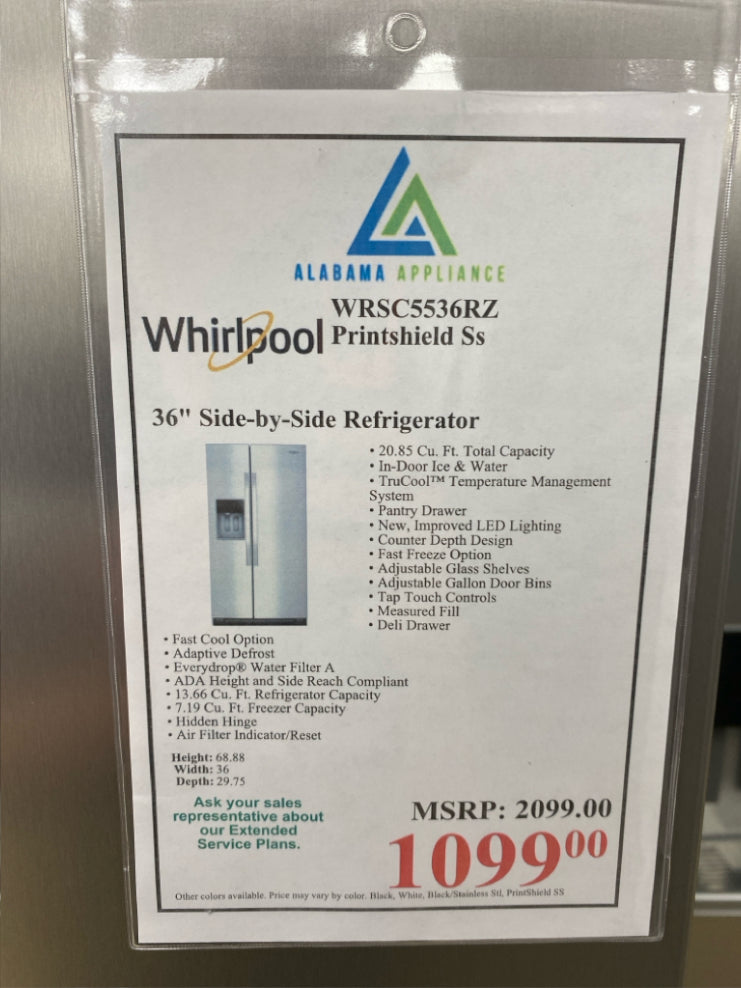 ALABAMA APPLIANCE
WRSC5536RZ
Whirlpool Printshield Ss
36" Side-by-Side Refrigerator
• 20.85 Cu. Ft. Total Capacity
• In-Door Ice & Water
• TruCool™ Temperature Management
System
• Pantry Drawer
• New, Improved LED Lighting
• Counter Depth Design
• Fast Freeze Option
• Adjustable Glass Shelves
• Adjustable Gallon Door Bins
• Tap Touch Controls
• Measured Fill
• Deli Drawer
• Fast Cool Option
• Adaptive Defrost
• Everydrop® Water Filter A
• ADA Height and Side Reach Compliant
• 13.66 Cu. Ft. Refrigerator Capacity
• 7.19 Cu. Ft. Freezer Capacity
• Hidden Hinge
• Air Filter Indicator/Reset
Height: 68.88
Width: 36
Depth: 29.75
Ask your sales
representative about
our Extended
Service Plans.
MSRP: 2099.00
1099⁰⁰
Other colors available. Price may vary by color. Black, White, Black/Stainless Stl, PrintShield SS